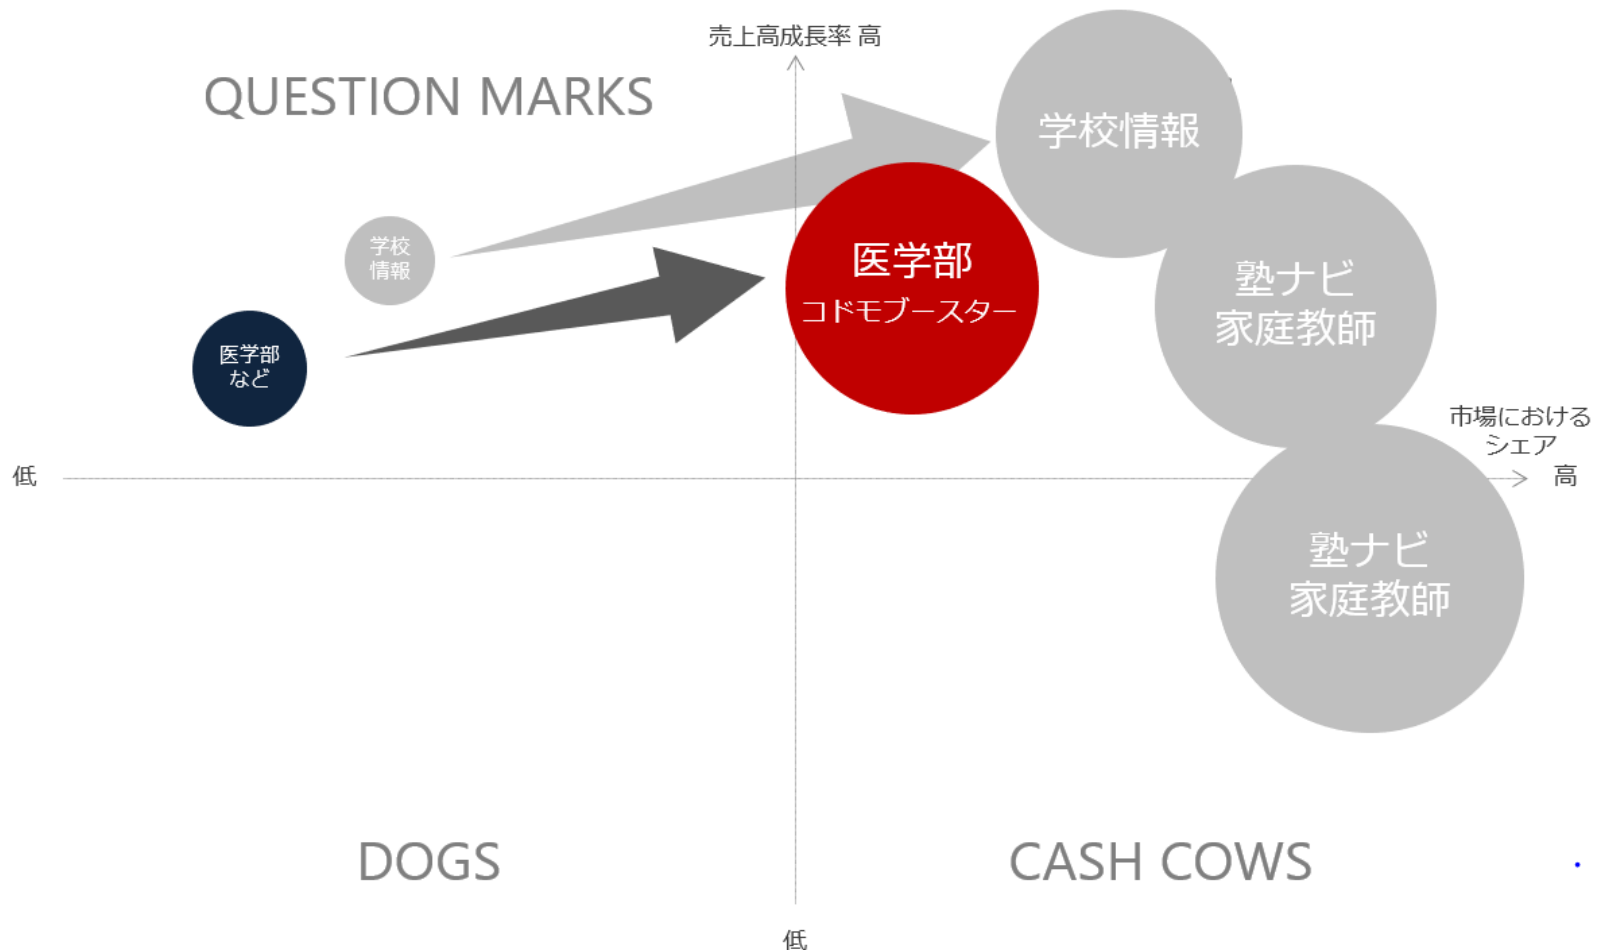 売上高成長率 高
QUESTION MARKS
学校情報
学校
情報
医学部
コドモブースター
塾ナビ
家庭教師
医学部
など
市場における
シェア
低
高
塾ナビ
家庭教師
DOGS
CASH COWS
低